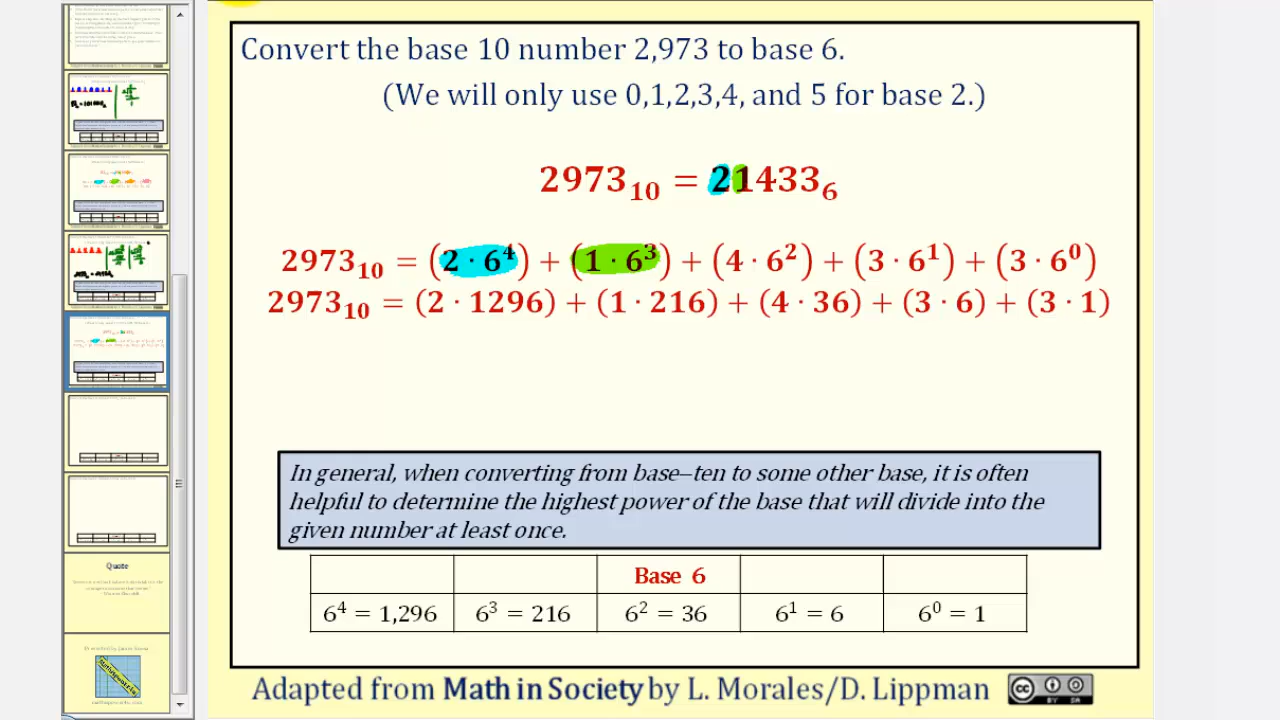 Convert the base 10 number 2,973 to base 6.
(We will only use 0,1,2,3,4, and 5 for base 2.)
2973₁₀ = 21433₆
2973₁₀ = (2 · 6⁴) + (1 · 6³) + (4 · 6²) + (3 · 6¹) + (3 · 6⁰)
2973₁₀ = (2 · 1296) + (1 · 216) + (4 · 36) + (3 · 6) + (3 · 1)
In general, when converting from base–ten to some other base, it is often
helpful to determine the highest power of the base that will divide into the
given number at least once.
Base 6
6⁴ = 1,296 6³ = 216 6² = 36 6¹ = 6 6⁰ = 1
Adapted from Math in Society by L. Morales/D. Lippman
Quote